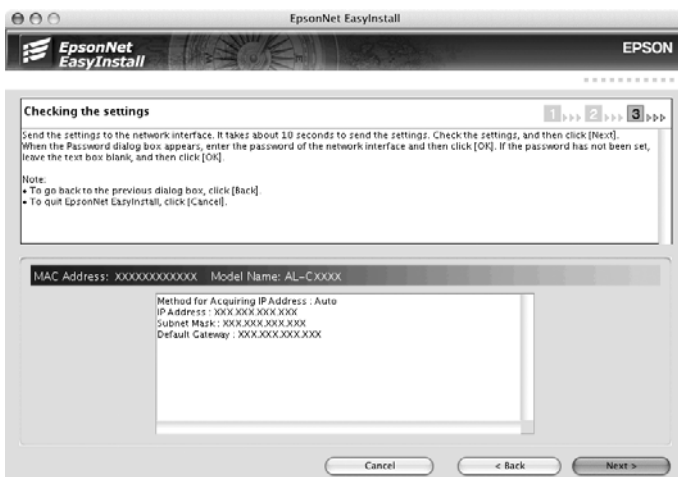 EpsonNet EasyInstall
EpsonNet
EasyInstall
EPSON
Checking the settings
1 2 3
Send the settings to the network interface. It takes about 10 seconds to send the settings. Check the settings, and then click [Next].
When the Password dialog box appears, enter the password of the network interface and then click [OK]. If the password has not been set,
leave the text box blank, and then click [OK].
Note:
• To go back to the previous dialog box, click [Back].
• To quit EpsonNet EasyInstall, click [Cancel].
MAC Address: XXXXXXXXXXXX Model Name: AL-CXXXX
Method for Acquiring IP Address : Auto
IP Address : XXX.XXX.XXX.XXX
Subnet Mask : XXX.XXX.XXX.XXX
Default Gateway : XXX.XXX.XXX.XXX
Cancel < Back Next >